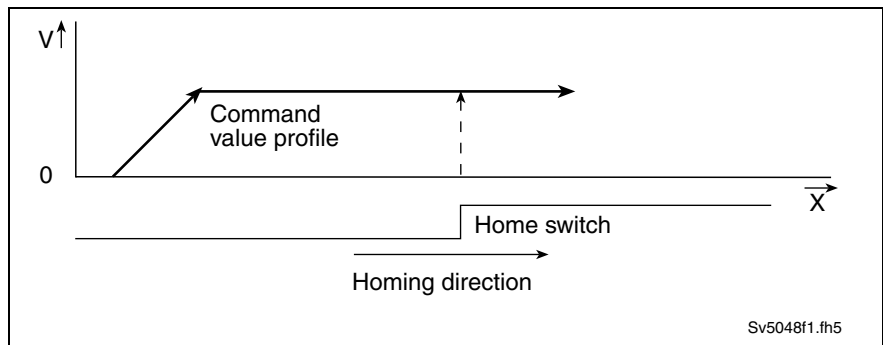 V
Command
value profile
0
X
Home switch
Homing direction
Sv5048f1.fh5